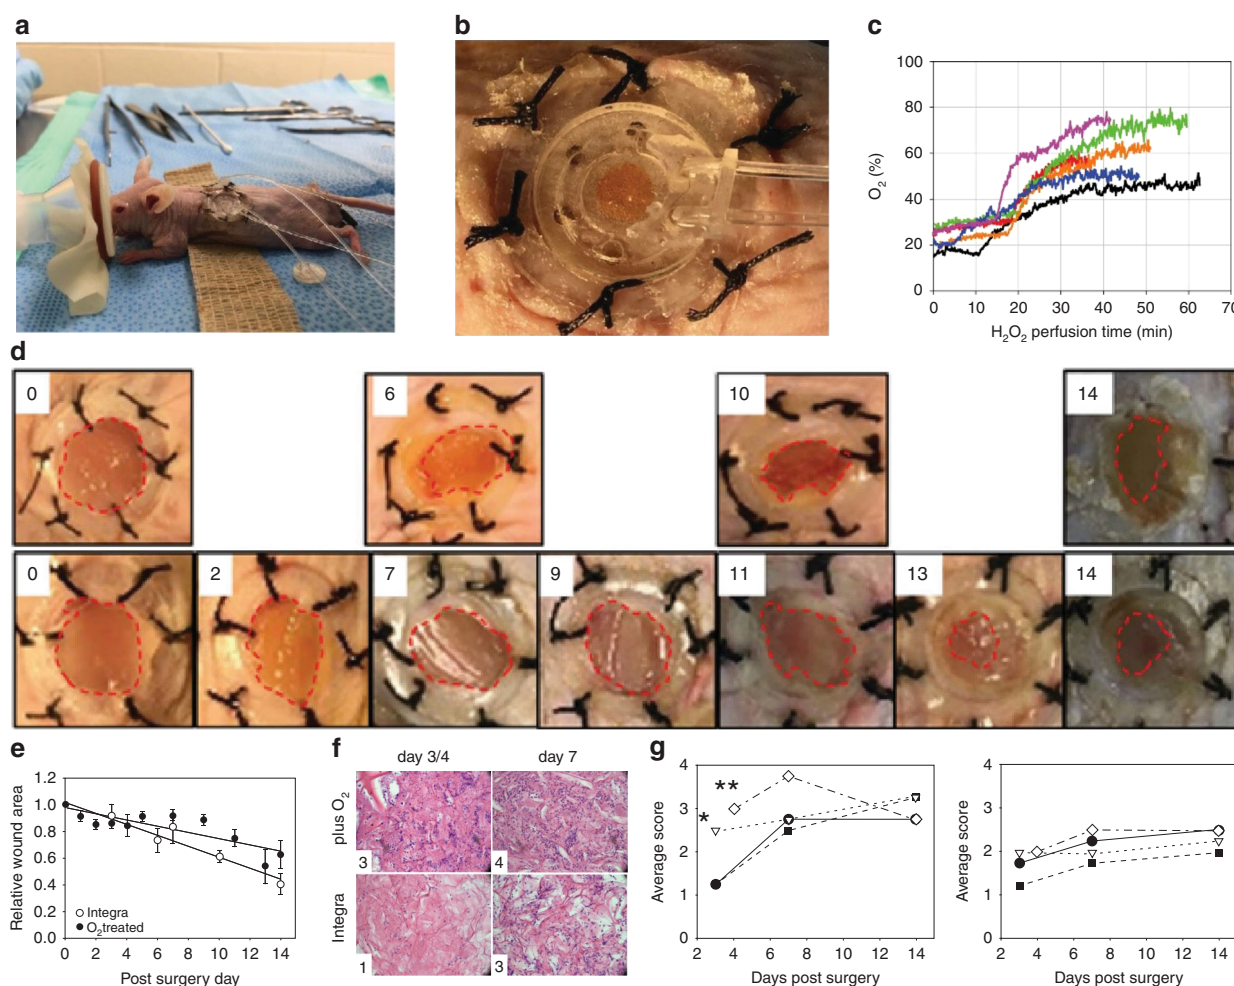 a
b
c
100
80
60
40
20
0
O2 (%)
0 10 20 30 40 50 60 70
H2O2 perfusion time (min)
d
0 6 10 14
0 2 7 9 11 13 14
e
1.2
1.0
0.8
0.6
0.4
0.2
0.0
Relative wound area
Integra
O2treated
0 2 4 6 8 10 12 14
Post surgery day
f
day 3/4 day 7
plus O2
3 4
Integra
1 3
g
4
3
2
1
0
Average score
* **
2 4 6 8 10 12 14
Days post surgery
4
3
2
1
0
Average score
2 4 6 8 10 12 14
Days post surgery